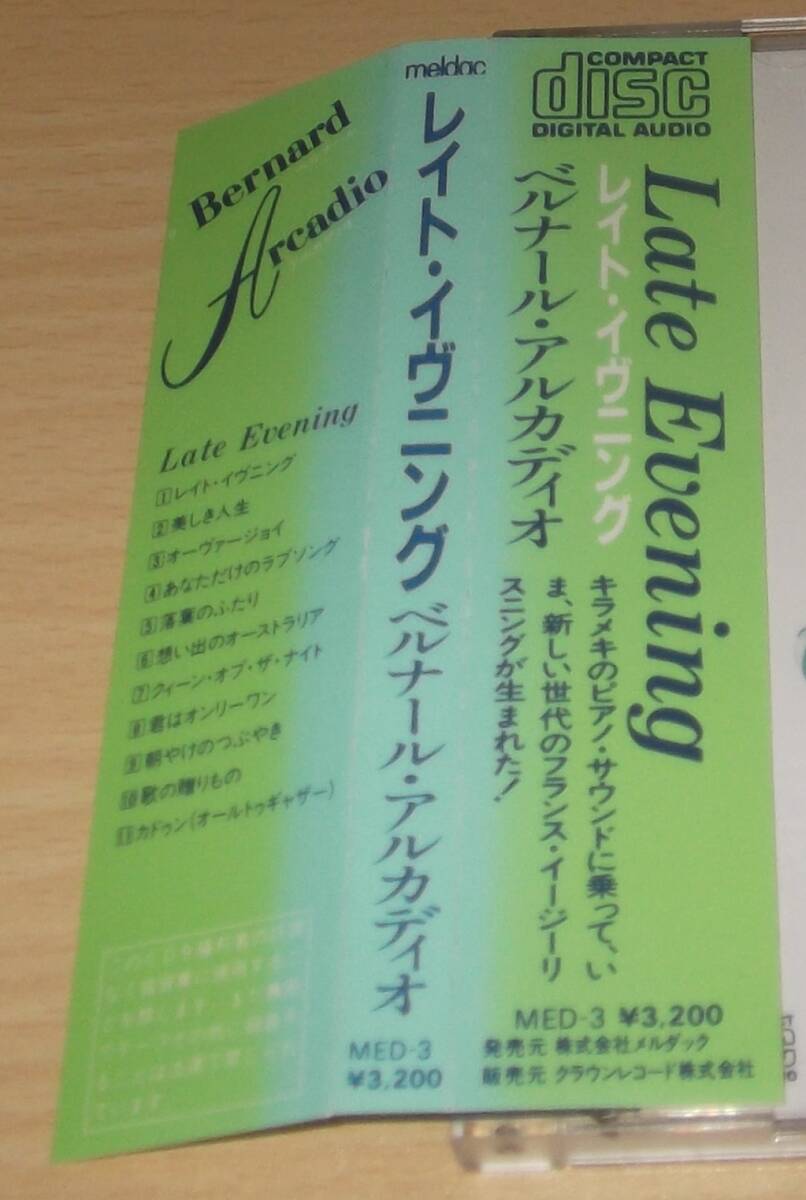 COMPACT
disc
DIGITAL AUDIO
Late Evening
レイト・イヴニング
ベルナール・アルカディオ
キラメキのピアノ・サウンドに乗って、い
ま、新しい世代のフランス・イージーリ
スニングが生まれた！
MED-3 ¥3,200
発売元 株式会社メルダック
販売元 クラウンレコード株式会社
meldac
レイト・イヴニング ベルナール・アルカディオ
MED-3
¥3,200
Bernard
Arcadio
Late Evening
1 レイト・イヴニング
2 美しき人生
3 オーヴァージョイ
4 あなただけのラブソング
5 落葉のふたり
6 想い出のオーストラリア
7 クィーン・オブ・ザ・ナイト
8 君はオンリーワン
9 朝やけのつぶやき
10 歌の贈りもの
11 カドゥン(オールトゥギャザー)